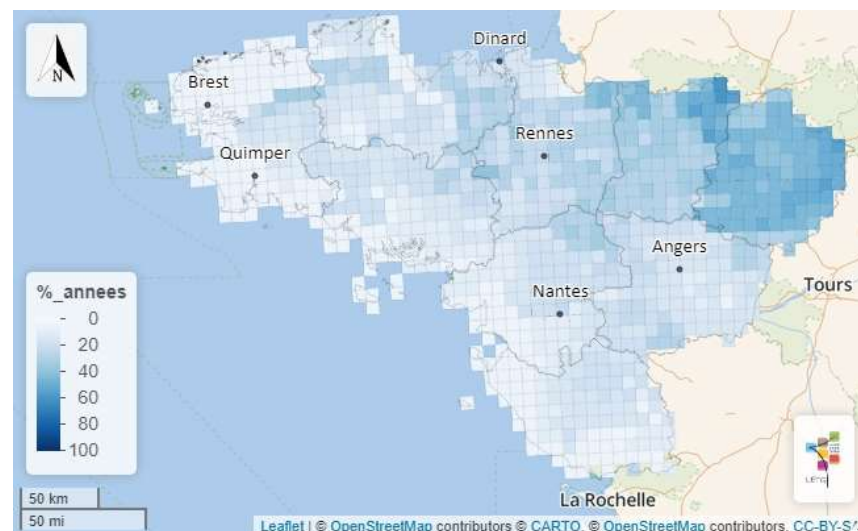 N
Dinard
Brest
Rennes
Quimper
Angers
%_annees
0
20
40
60
80
100
Nantes
Tours
50 km
50 mi
La Rochelle
Leaflet | © OpenStreetMap contributors © CARTO, © OpenStreetMap contributors, CC-BY-S